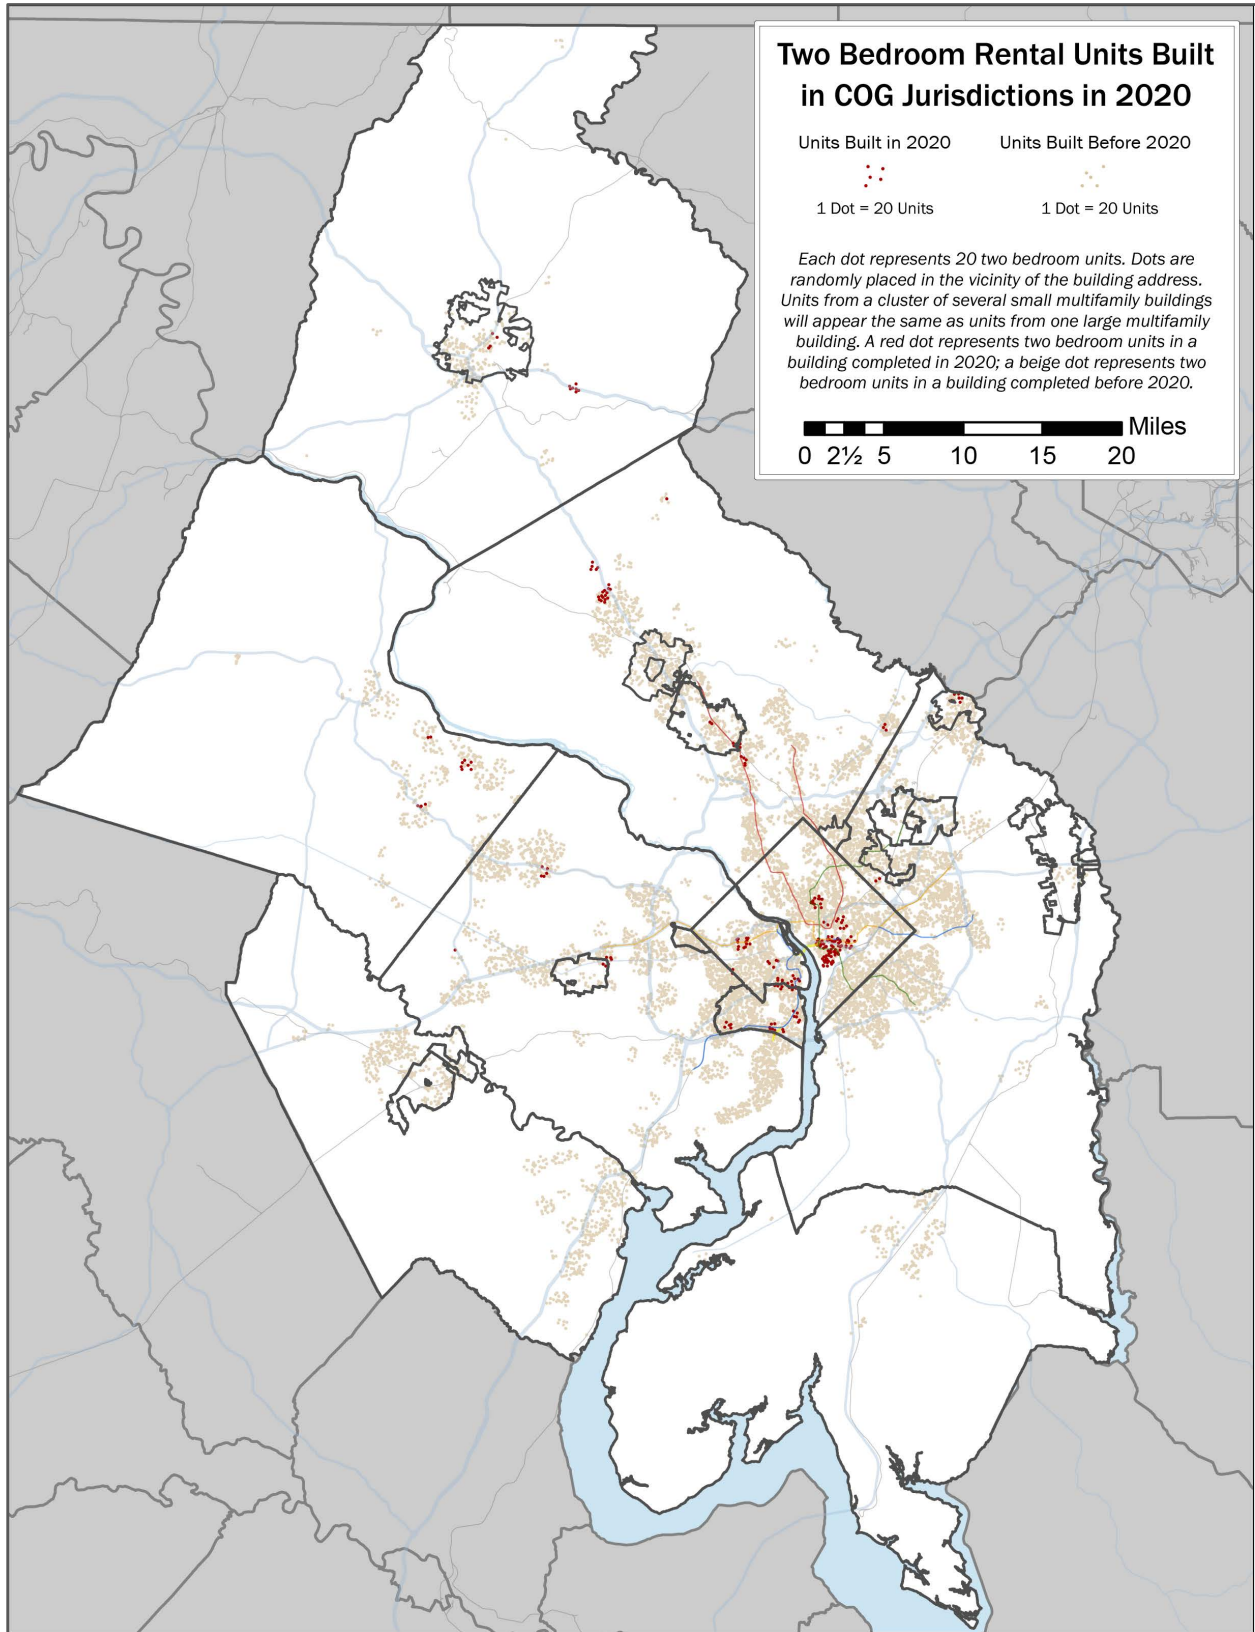 Two Bedroom Rental Units Built
in COG Jurisdictions in 2020
Units Built in 2020
Units Built Before 2020
1 Dot = 20 Units
1 Dot = 20 Units
Each dot represents 20 two bedroom units. Dots are
randomly placed in the vicinity of the building address.
Units from a cluster of several small multifamily buildings
will appear the same as units from one large multifamily
building. A red dot represents two bedroom units in a
building completed in 2020; a beige dot represents two
bedroom units in a building completed before 2020.
Miles
0 2½ 5 10 15 20